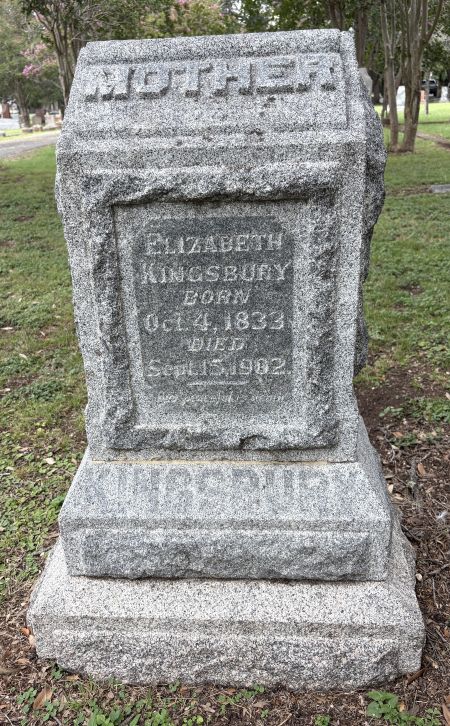 MOTHER
ELIZABETH
KINGSBURY
BORN
Oct. 4, 1833
DIED
Sept. 15, 1902.
KINGSBURY